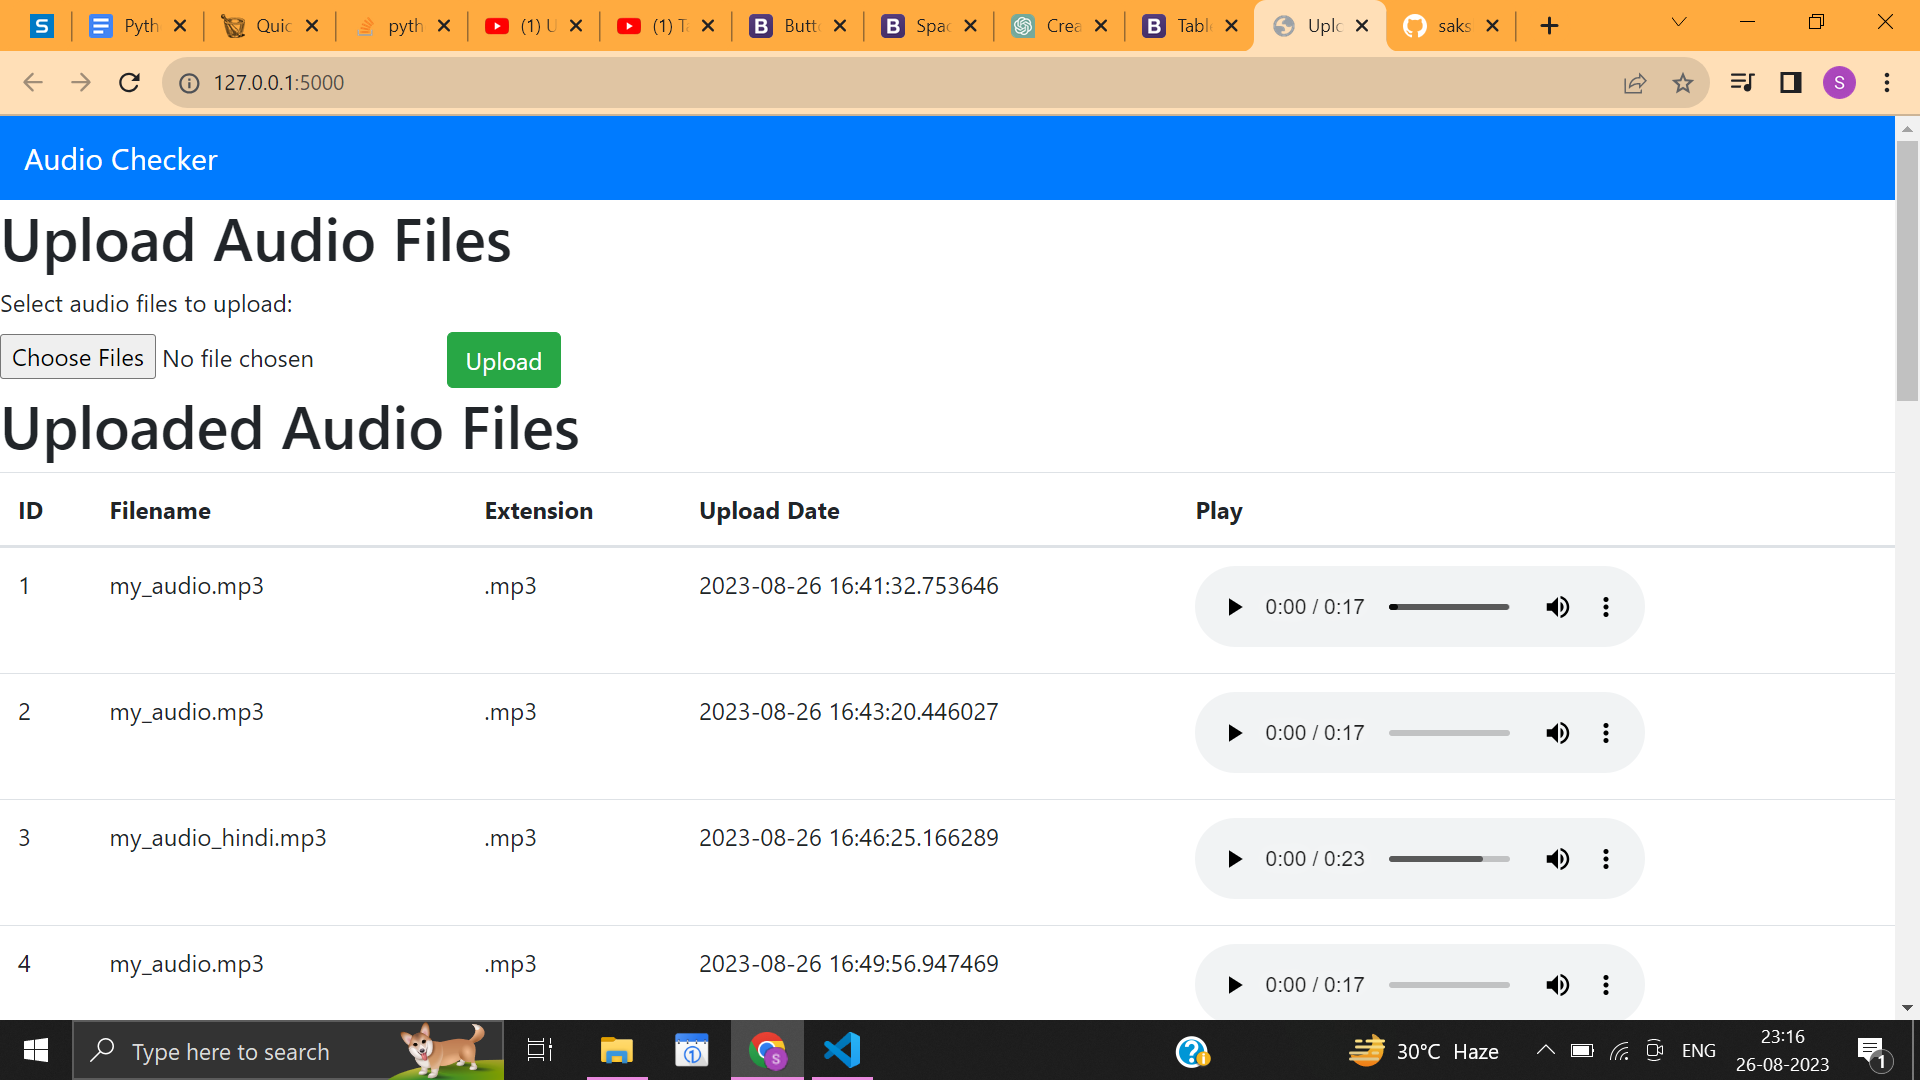 Pyth
Quic
pyth
(1) U
(1) Ta
Butt
Spac
Crea
Table
Uplo
saks
127.0.0.1:5000
S
Audio Checker
Upload Audio Files
Select audio files to upload:
Choose Files No file chosen Upload
Uploaded Audio Files
ID Filename Extension Upload Date Play
1 my_audio.mp3 .mp3 2023-08-26 16:41:32.753646 0:00 / 0:17
2 my_audio.mp3 .mp3 2023-08-26 16:43:20.446027 0:00 / 0:17
3 my_audio_hindi.mp3 .mp3 2023-08-26 16:46:25.166289 0:00 / 0:23
4 my_audio.mp3 .mp3 2023-08-26 16:49:56.947469 0:00 / 0:17
Type here to search
30°C Haze
ENG
23:16
26-08-2023
1